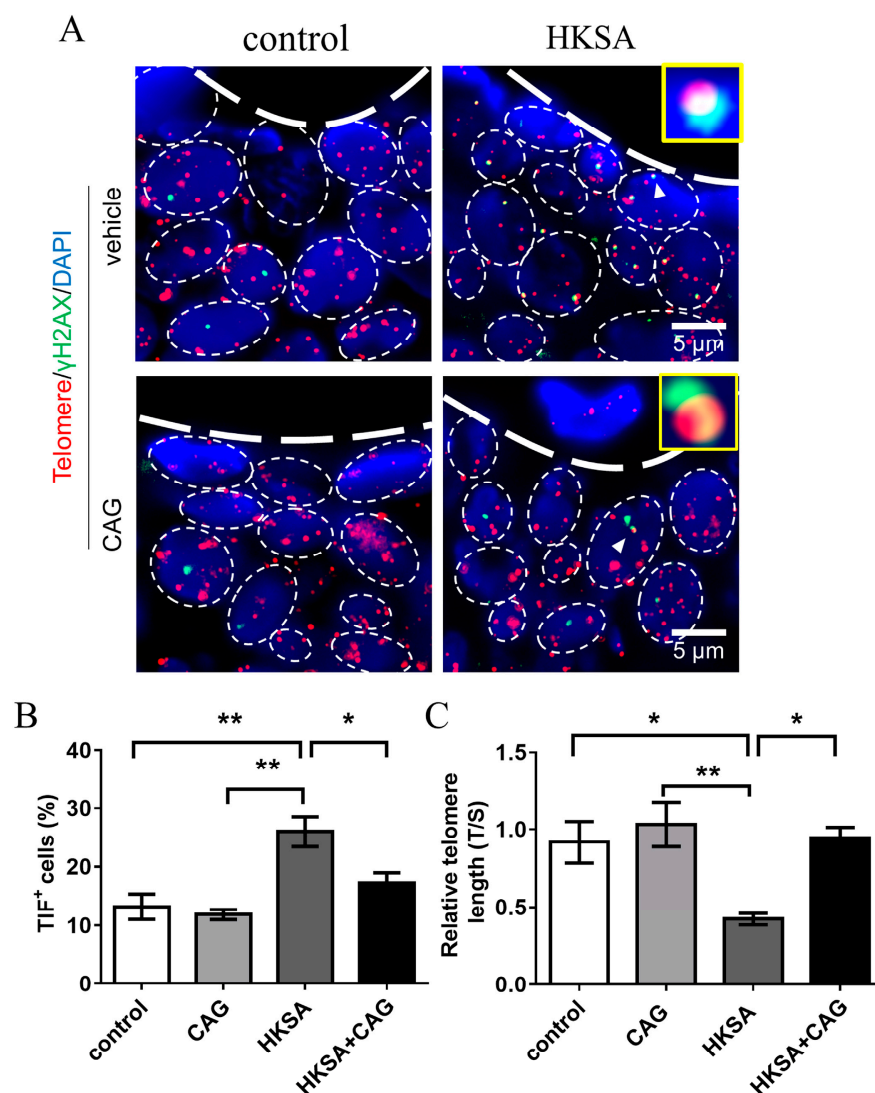 A
control
HKSA
vehicle
CAG
Telomere/γH2AX/DAPI
5 μm
5 μm
B
**
*
**
TIF+ cells (%)
40
30
20
10
0
control
CAG
HKSA
HKSA+CAG
C
*
*
**
Relative telomere
length (T/S)
1.5
1.0
0.5
0.0
control
CAG
HKSA
HKSA+CAG